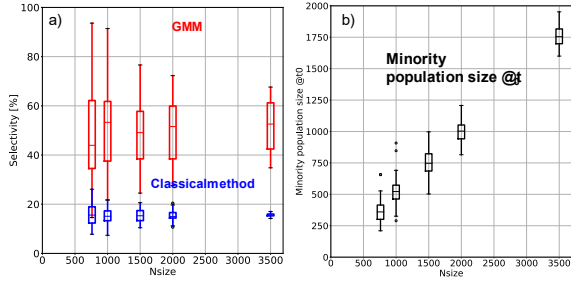 a)
GMM
Classicalmethod
Selectivity [%]
100
80
60
40
20
0
0 500 1000 1500 2000 2500 3000 3500
Nsize
b)
Minority
population size @t
Minority population size @t0
2000
1750
1500
1250
1000
750
500
250
0
0 500 1000 1500 2000 2500 3000 3500
Nsize